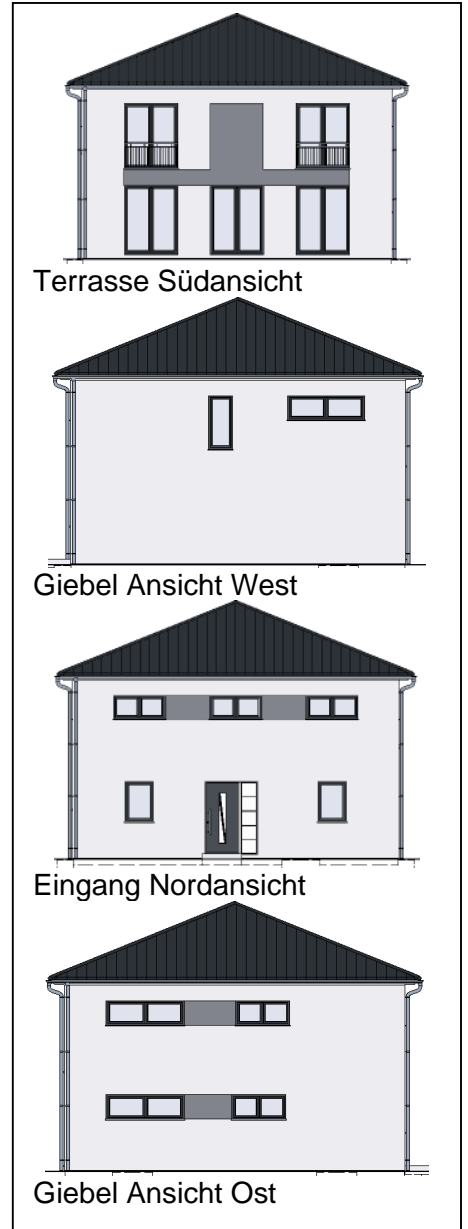 Terrasse Südansicht
Giebel Ansicht West
Eingang Nordansicht
Giebel Ansicht Ost